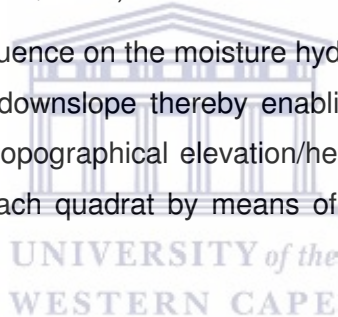 uence on the moisture hyd
downslope thereby enabli
opographical elevation/he
ach quadrat by means of
UNIVERSITY of the
WESTERN CAPE